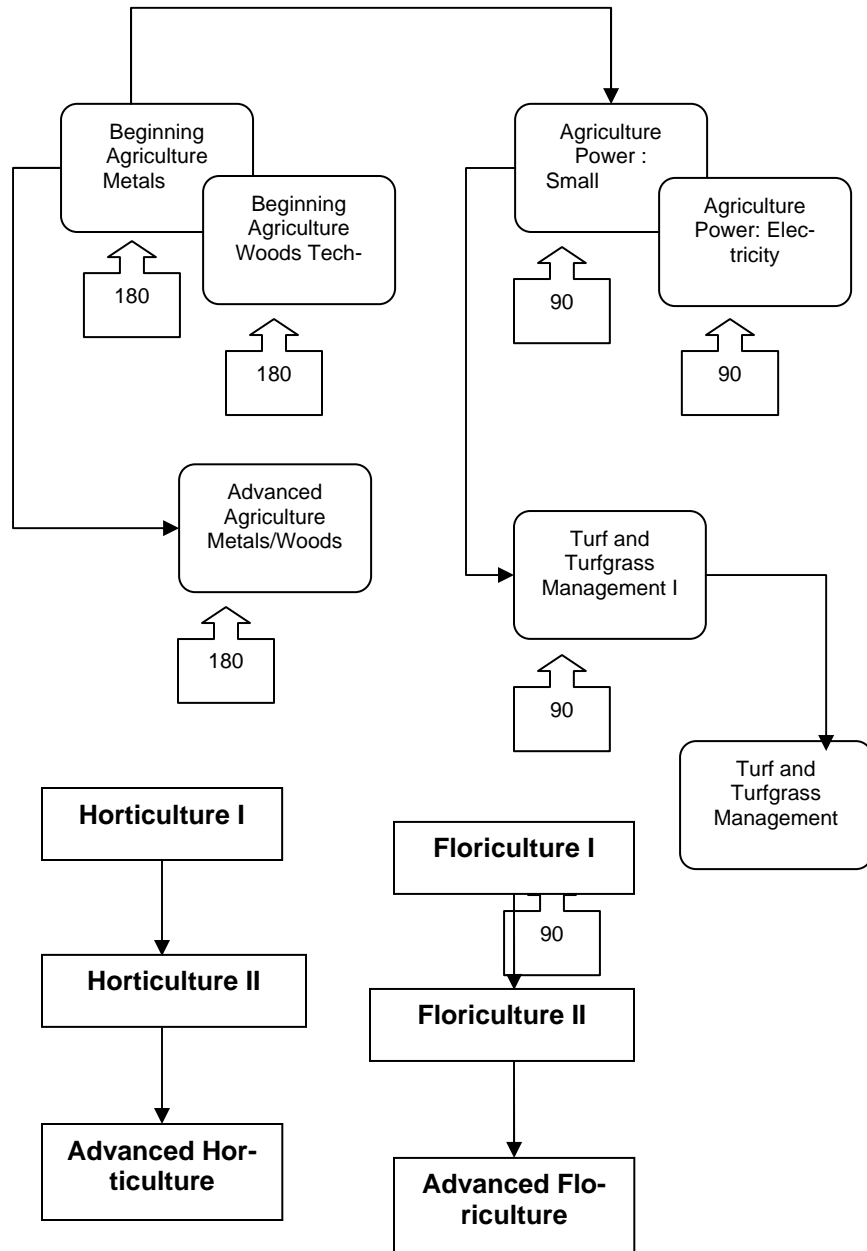 Beginning
Agriculture
Metals
Beginning
Agriculture
Woods Tech-
180
180
Agriculture
Power :
Small
Agriculture
Power: Elec-
tricity
90
90
Advanced
Agriculture
Metals/Woods
180
Turf and
Turfgrass
Management I
90
Turf and
Turfgrass
Management
Horticulture I
Horticulture II
Advanced Hor-
ticulture
Floriculture I
90
Floriculture II
Advanced Flo-
riculture